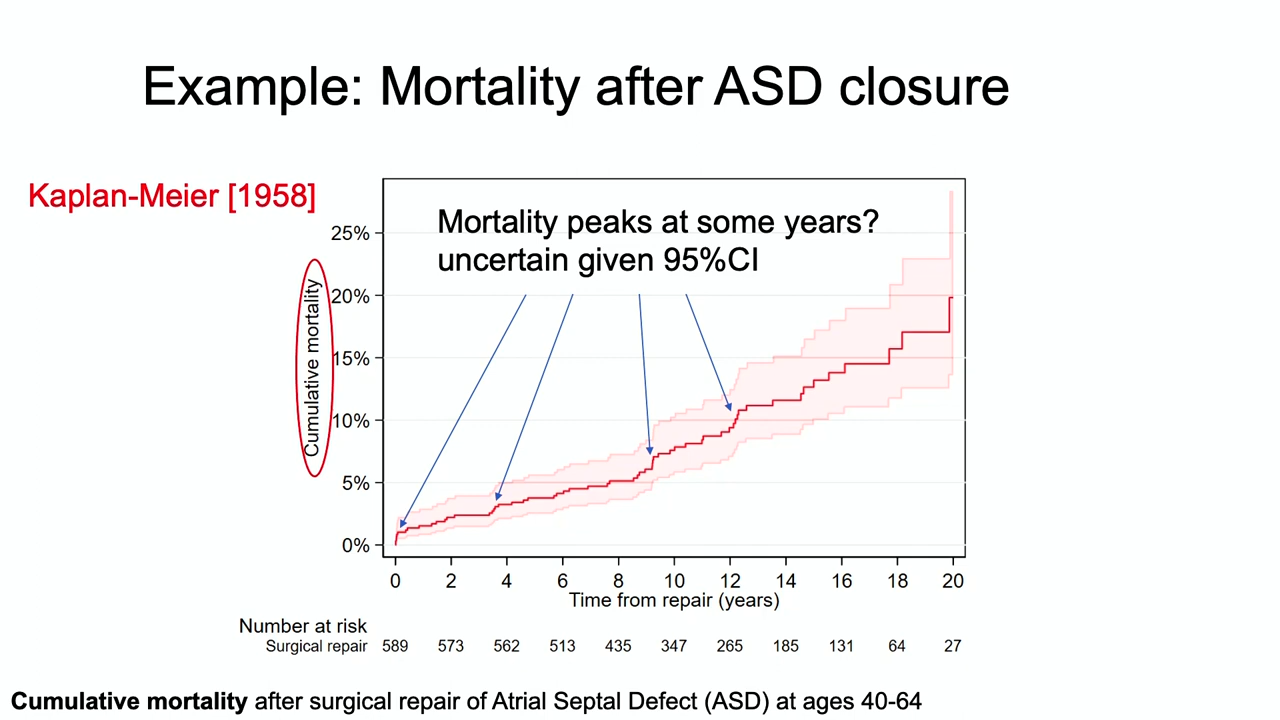 Example: Mortality after ASD closure
Kaplan-Meier [1958]
Mortality peaks at some years?
uncertain given 95%CI
Cumulative mortality
25%
20%
15%
10%
5%
0%
0 2 4 6 8 10 12 14 16 18 20
Time from repair (years)
Number at risk
Surgical repair 589 573 562 513 435 347 265 185 131 64 27
Cumulative mortality after surgical repair of Atrial Septal Defect (ASD) at ages 40-64